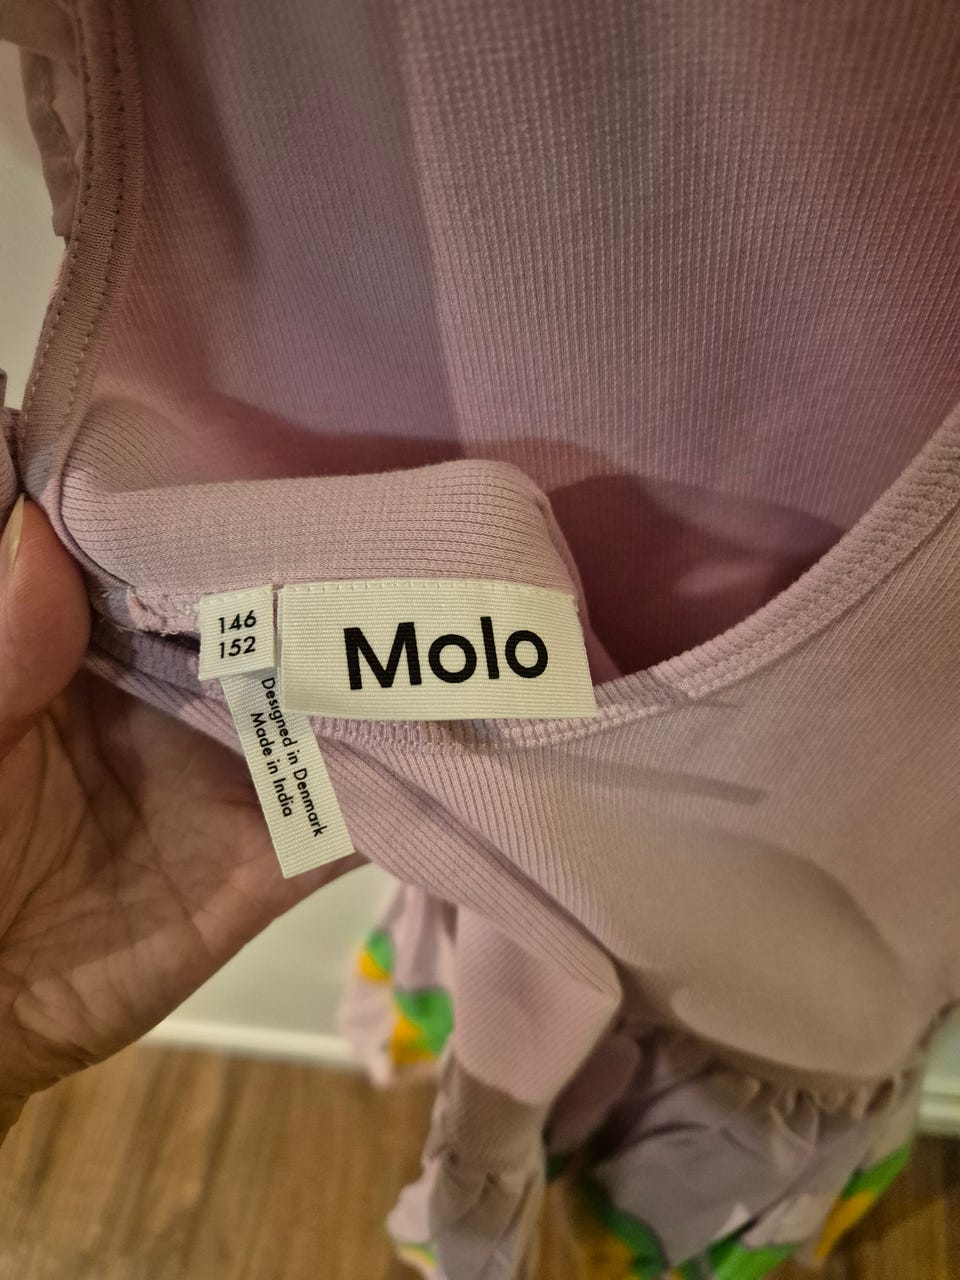 146
152
Molo
Designed in Denmark
Made in India